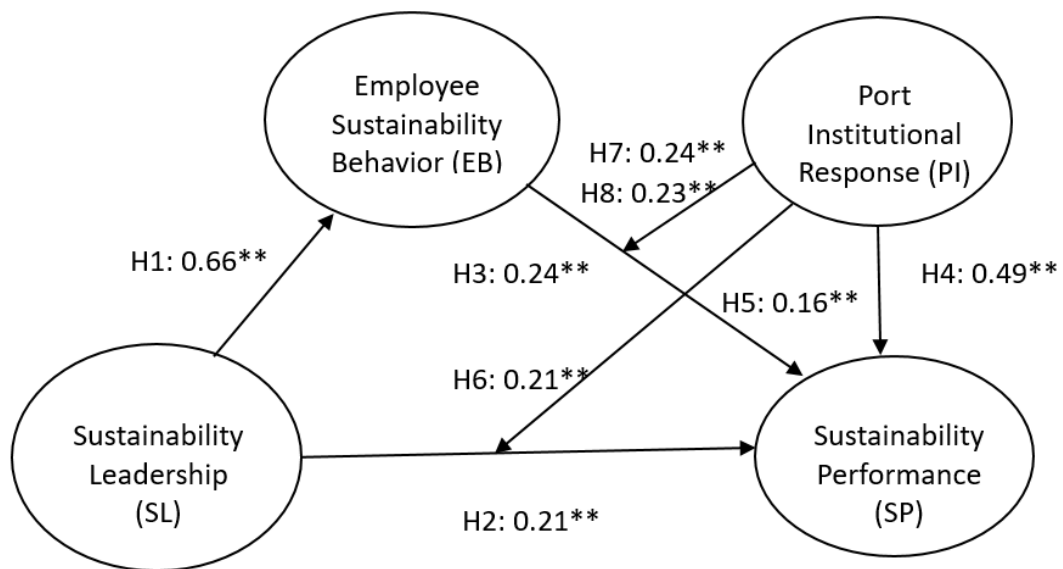 Employee
Sustainability
Behavior (EB)
Port
Institutional
Response (PI)
H7: 0.24**
H8: 0.23**
H1: 0.66**
H3: 0.24**
H5: 0.16**
H4: 0.49**
H6: 0.21**
Sustainability
Leadership
(SL)
Sustainability
Performance
(SP)
H2: 0.21**